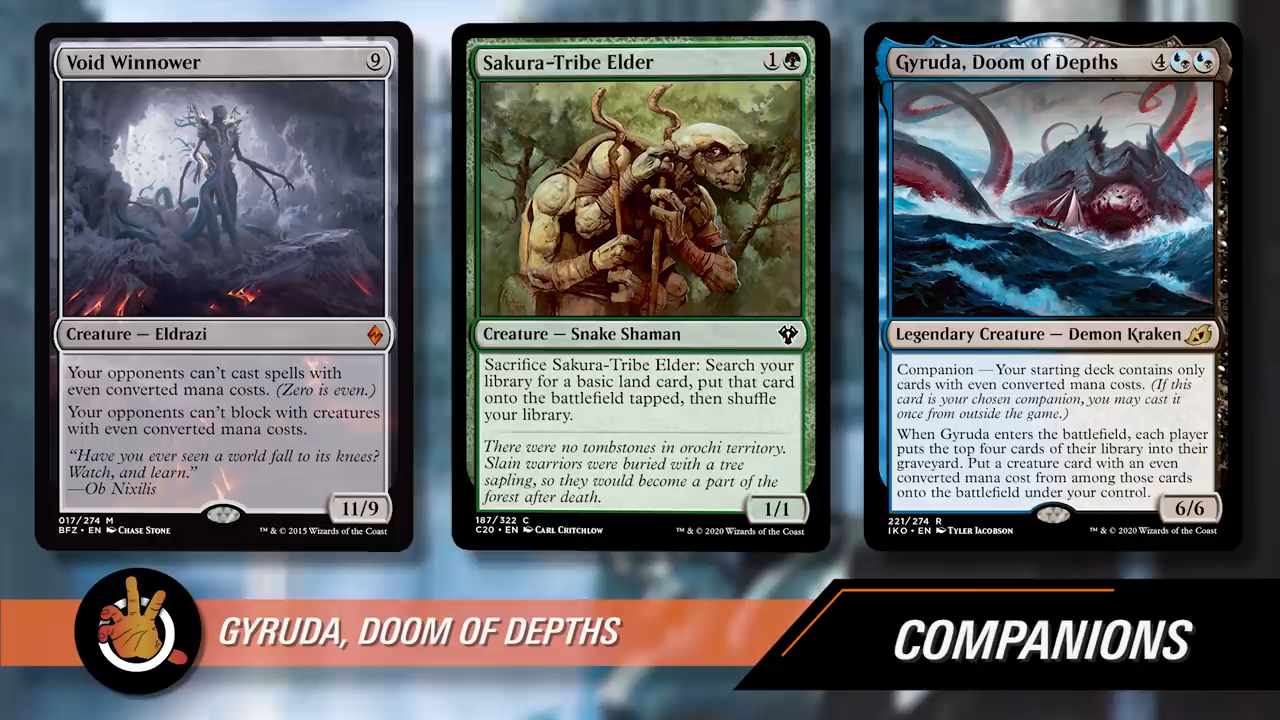 Void Winnower 9
Creature — Eldrazi
Your opponents can't cast spells with
even converted mana costs. (Zero is even.)
Your opponents can't block with creatures
with even converted mana costs.
"Have you ever seen a world fall to its knees?
Watch, and learn."
—Ob Nixilis
11/9
017/274 M
BFZ • EN Chase Stone
™ & © 2015 Wizards of the Coast
Sakura-Tribe Elder 1
Creature — Snake Shaman
Sacrifice Sakura-Tribe Elder: Search your
library for a basic land card, put that card
onto the battlefield tapped, then shuffle
your library.
There were no tombstones in orochi territory.
Slain warriors were buried with a tree
sapling, so they would become a part of the
forest after death.
1/1
187/322 C
C20 • EN Carl Critchlow
™ & © 2020 Wizards of the Coast
Gyruda, Doom of Depths 4
Legendary Creature — Demon Kraken
Companion — Your starting deck contains only
cards with even converted mana costs. (If this
card is your chosen companion, you may cast it
once from outside the game.)
When Gyruda enters the battlefield, each player
puts the top four cards of their library into their
graveyard. Put a creature card with an even
converted mana cost from among those cards
onto the battlefield under your control.
6/6
221/274 R
IKO • EN Tyler Jacobson
™ & © 2020 Wizards of the Coast
GYRUDA, DOOM OF DEPTHS
COMPANIONS